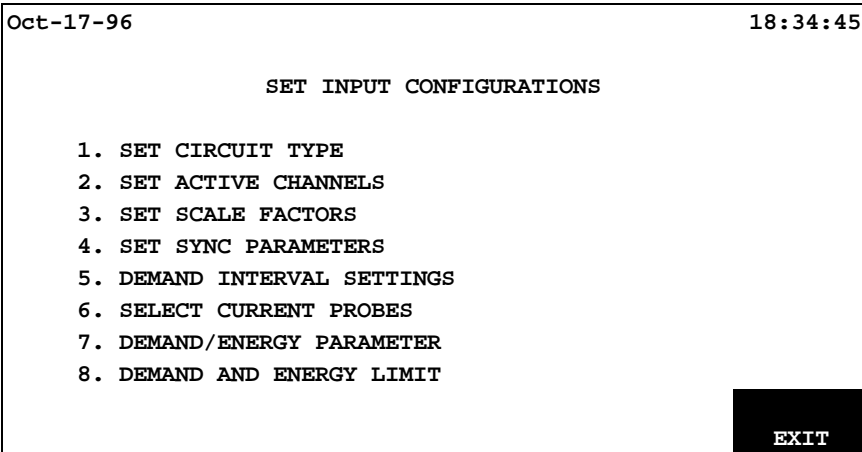 Oct-17-96 18:34:45
SET INPUT CONFIGURATIONS
1. SET CIRCUIT TYPE
2. SET ACTIVE CHANNELS
3. SET SCALE FACTORS
4. SET SYNC PARAMETERS
5. DEMAND INTERVAL SETTINGS
6. SELECT CURRENT PROBES
7. DEMAND/ENERGY PARAMETER
8. DEMAND AND ENERGY LIMIT
EXIT